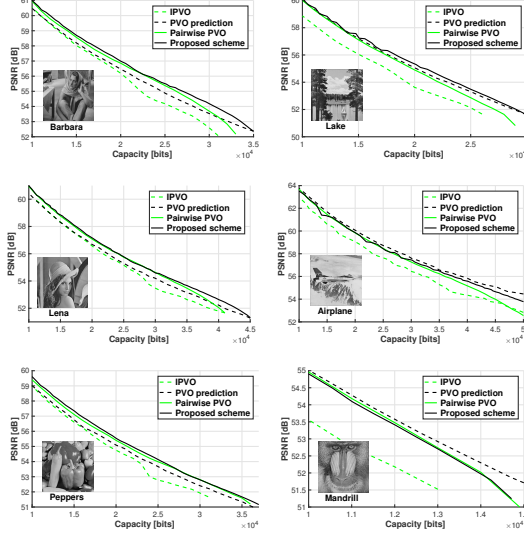 61
60
59
58
57
56
55
54
53
52
PSNR [dB]
IPVO
PVO prediction
Pairwise PVO
Proposed scheme
Barbara
1 1.5 2 2.5 3 3.5
Capacity [bits] ×10⁴
60
58
56
54
52
50
PSNR [dB]
IPVO
PVO prediction
Pairwise PVO
Proposed scheme
Lake
1 1.5 2 2.5 3
Capacity [bits] ×10⁴
60
58
56
54
52
PSNR [dB]
IPVO
PVO prediction
Pairwise PVO
Proposed scheme
Lena
1 1.5 2 2.5 3 3.5 4 4.5
Capacity [bits] ×10⁴
64
62
60
58
56
54
52
PSNR [dB]
IPVO
PVO prediction
Pairwise PVO
Proposed scheme
Airplane
1 2 3 4 5
Capacity [bits] ×10⁴
60
59
58
57
56
55
54
53
52
51
PSNR [dB]
IPVO
PVO prediction
Pairwise PVO
Proposed scheme
Peppers
1 1.5 2 2.5 3 3.5
Capacity [bits] ×10⁴
55
54.5
54
53.5
53
52.5
52
51.5
51
PSNR [dB]
IPVO
PVO prediction
Pairwise PVO
Proposed scheme
Mandrill
1 1.1 1.2 1.3 1.4
Capacity [bits] ×10⁴